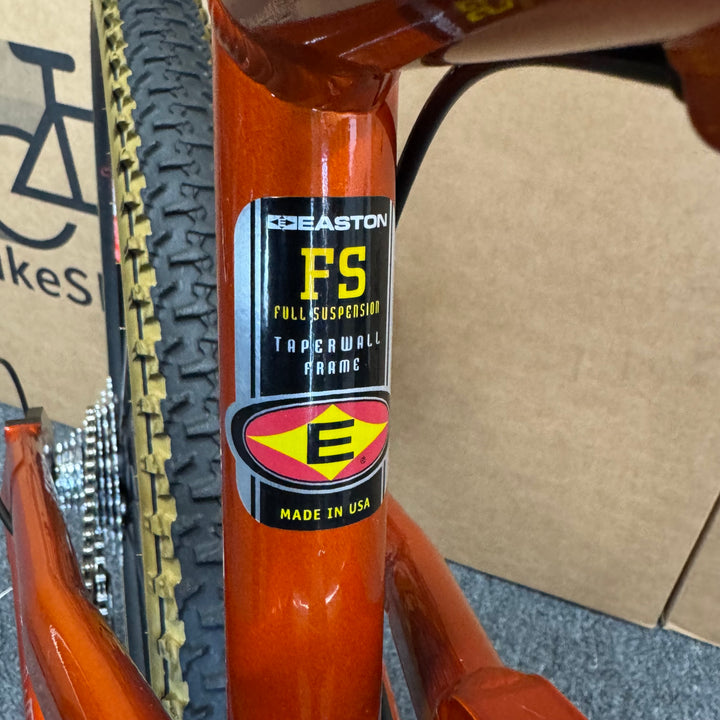 EASTON
FS
FULL SUSPENSION
TAPERWALL
FRAME
E
MADE IN USA